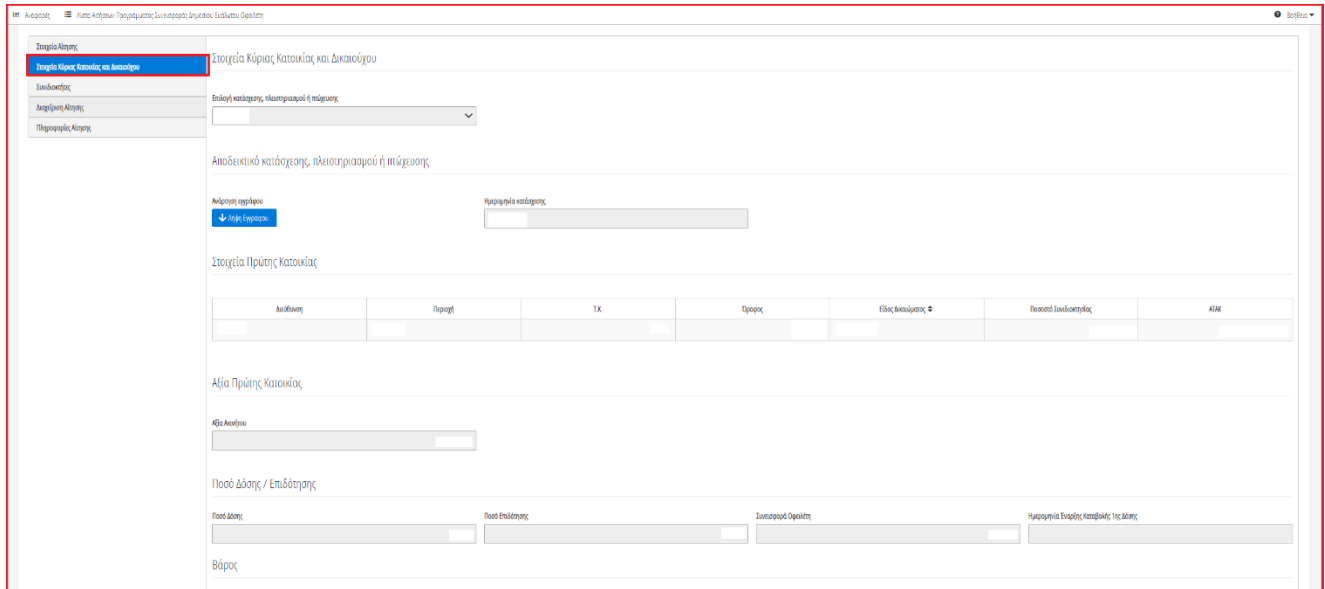 Αναφορές Λίστα Αιτήσεων Προγράμματος Συνεισφοράς Δημοσίου Ευάλωτου Οφειλέτη Βοήθεια
Στοιχεία Αίτησης
Στοιχεία Κύριας Κατοικίας και Δικαιούχου
Συνιδιοκτήτες
Διαχείριση Αίτησης
Πληροφορίες Αίτησης
Στοιχεία Κύριας Κατοικίας και Δικαιούχου
Επιλογή κατάσχεσης, πλειστηριασμού ή πτώχευσης
Αποδεικτικό κατάσχεσης, πλειστηριασμού ή πτώχευσης
Ανάρτηση εγγράφου Ημερομηνία κατάσχεσης
Λήψη Εγγράφου
Στοιχεία Πρώτης Κατοικίας
Διεύθυνση Περιοχή Τ.Κ. Όροφος Είδος Δικαιώματος Ποσοστό Συνιδιοκτησίας ΑΤΑΚ
Αξία Πρώτης Κατοικίας
Αξία Ακινήτου
Ποσό Δόσης / Επιδότησης
Ποσό Δόσης Ποσό Επιδότησης Συνεισφορά Οφειλέτη Ημερομηνία Έναρξης Καταβολής 1ης Δόσης
Βάρος